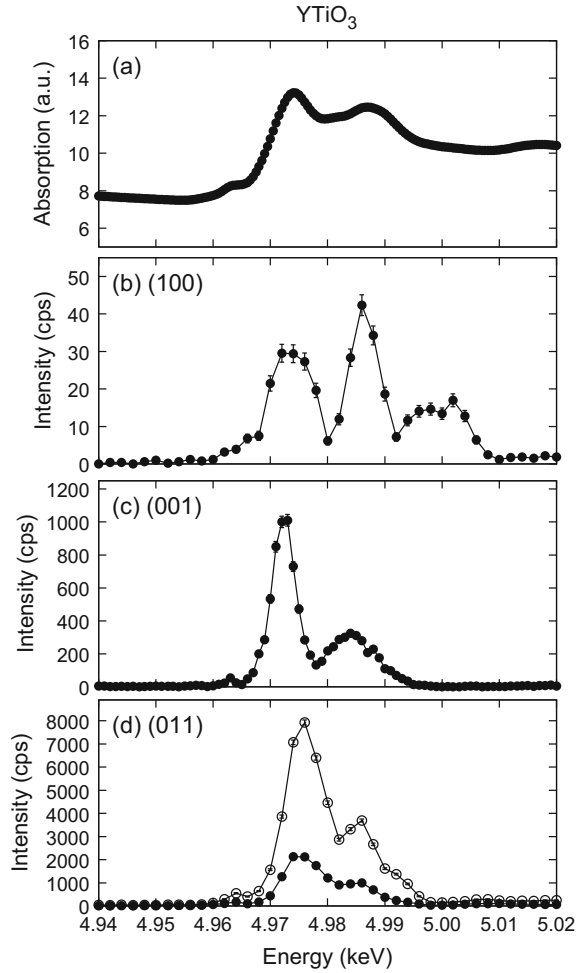 YTiO3
(a)
Absorption (a.u.)
16
14
12
10
8
6
(b) (100)
Intensity (cps)
50
40
30
20
10
0
(c) (001)
Intensity (cps)
1200
1000
800
600
400
200
0
(d) (011)
Intensity (cps)
8000
7000
6000
5000
4000
3000
2000
1000
0
4.94 4.95 4.96 4.97 4.98 4.99 5.00 5.01 5.02
Energy (keV)